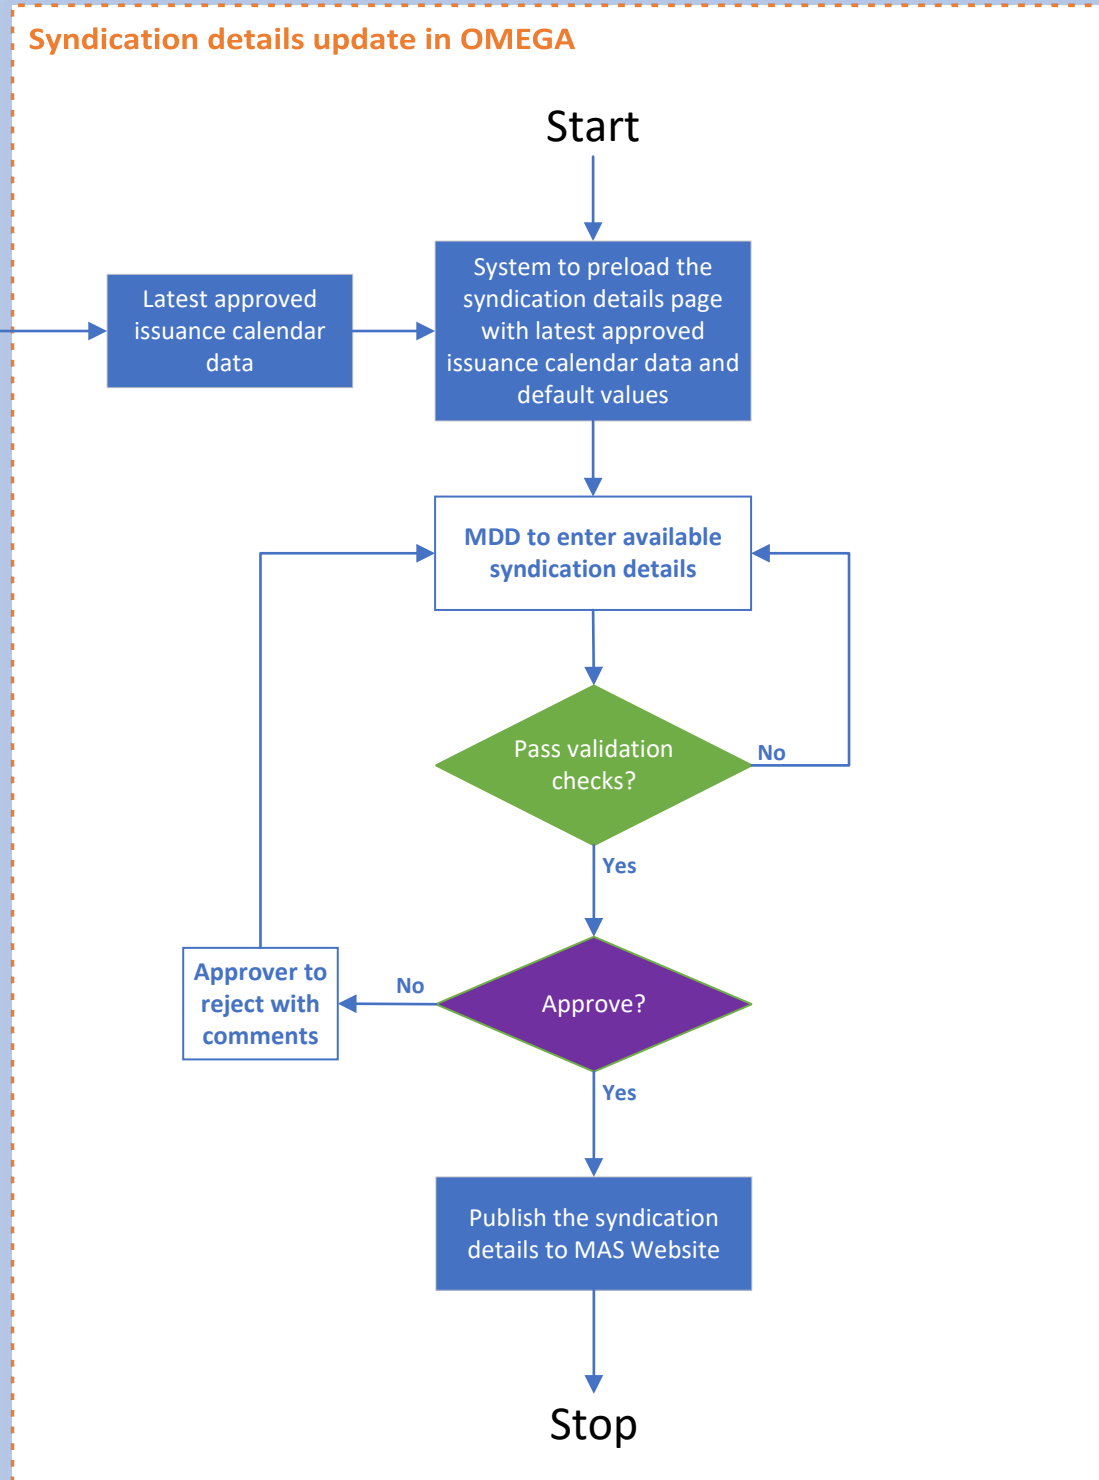 Syndication details update in OMEGA
Start
Latest approved
issuance calendar
data
System to preload the
syndication details page
with latest approved
issuance calendar data and
default values
MDD to enter available
syndication details
Pass validation
checks?
No
Yes
Approver to
reject with
comments
No
Approve?
Yes
Publish the syndication
details to MAS Website
Stop